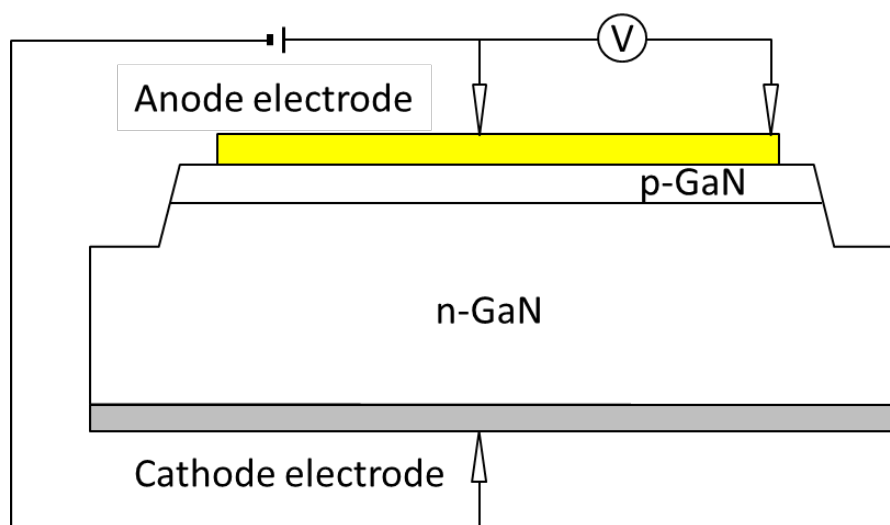 V
Anode electrode
p-GaN
n-GaN
Cathode electrode